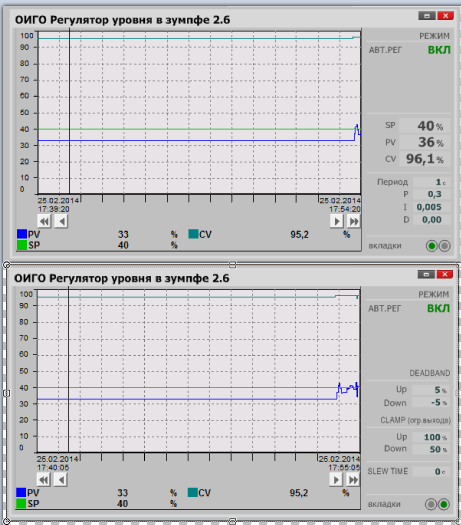 ОИГО Регулятор уровня в зумпфе 2.6
РЕЖИМ
АВТ.РЕГ ВКЛ
100
90
80
70
60
50
40
30
20
10
0
SP 40 %
PV 36 %
CV 96,1 %
Период 1 с
P 0,3
I 0,005
D 0,00
25.02.2014 25.02.2014
17:39:20 17:54:20
PV 33 % CV 95,2 %
SP 40 %
вкладки
ОИГО Регулятор уровня в зумпфе 2.6
РЕЖИМ
АВТ.РЕГ ВКЛ
100
90
80
70
60
50
40
30
20
10
0
DEADBAND
Up 5 %
Down -5 %
CLAMP (огр.выхода)
Up 100 %
Down 50 %
SLEW TIME 0 с
25.02.2014 25.02.2014
17:40:05 17:55:05
PV 33 % CV 95,2 %
SP 40 %
вкладки